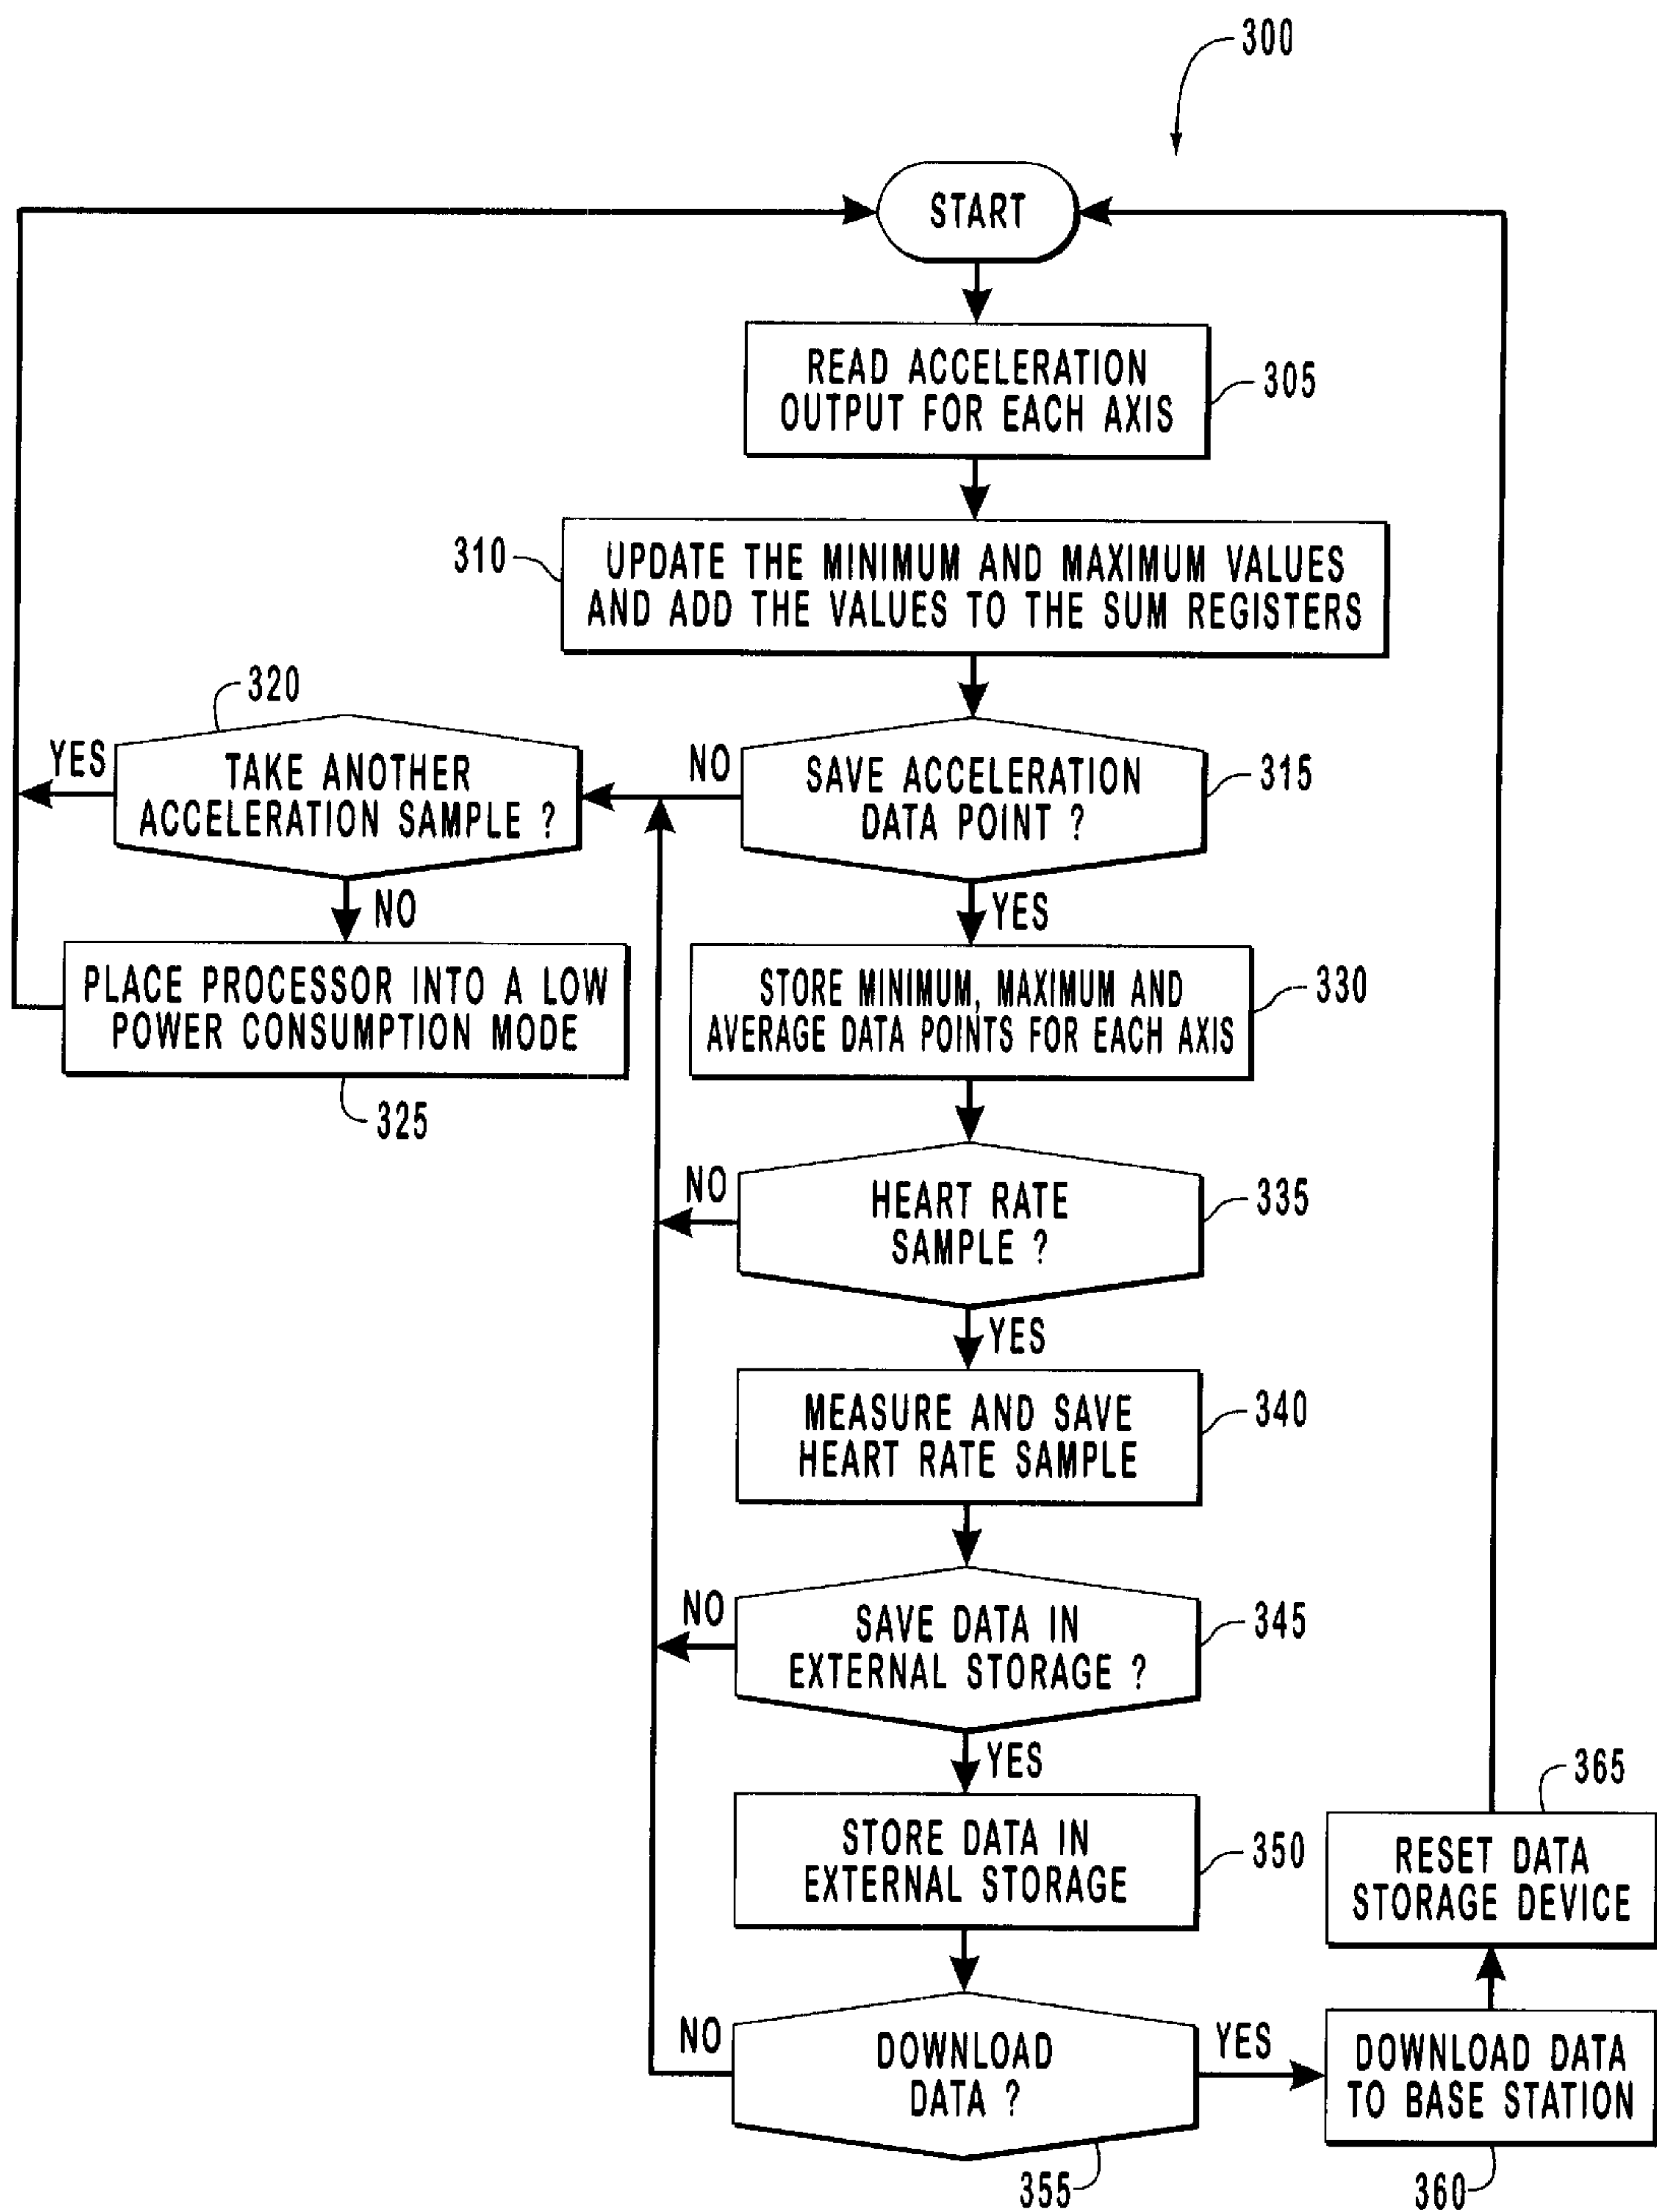 300
START
READ ACCELERATION
OUTPUT FOR EACH AXIS
305
310
UPDATE THE MINIMUM AND MAXIMUM VALUES
AND ADD THE VALUES TO THE SUM REGISTERS
320
YES
TAKE ANOTHER
ACCELERATION SAMPLE ?
NO
SAVE ACCELERATION
DATA POINT ?
315
NO
YES
PLACE PROCESSOR INTO A LOW
POWER CONSUMPTION MODE
325
STORE MINIMUM, MAXIMUM AND
AVERAGE DATA POINTS FOR EACH AXIS
330
NO
HEART RATE
SAMPLE ?
335
YES
MEASURE AND SAVE
HEART RATE SAMPLE
340
NO
SAVE DATA IN
EXTERNAL STORAGE ?
345
YES
STORE DATA IN
EXTERNAL STORAGE
350
365
RESET DATA
STORAGE DEVICE
NO
DOWNLOAD
DATA ?
YES
355
DOWNLOAD DATA
TO BASE STATION
360